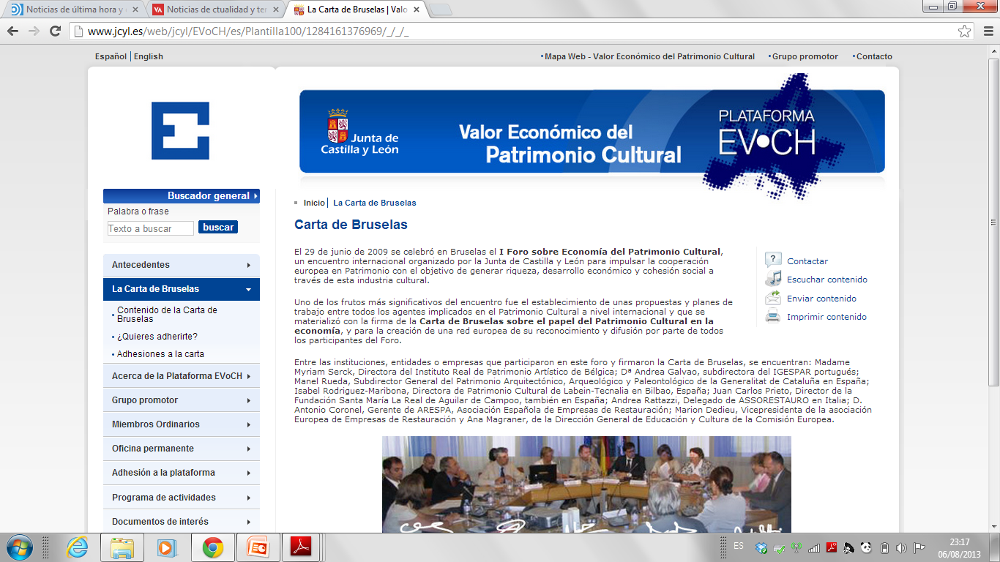 Noticias de última hora y
Noticias de ctualidad y ter
La Carta de Bruselas | Valo
www.jcyl.es/web/jcyl/EVoCH/es/Plantilla100/1284161376969/_/_/_
Español | English
Mapa Web - Valor Económico del Patrimonio Cultural
Grupo promotor
Contacto
Junta de
Castilla y León
Valor Económico del
Patrimonio Cultural
PLATAFORMA
EV•CH
Buscador general
Palabra o frase
Texto a buscar
buscar
Antecedentes
La Carta de Bruselas
Contenido de la Carta de
Bruselas
¿Quieres adherirte?
Adhesiones a la carta
Acerca de la Plataforma EVoCH
Grupo promotor
Miembros Ordinarios
Oficina permanente
Adhesión a la plataforma
Programa de actividades
Documentos de interés
Inicio | La Carta de Bruselas
Carta de Bruselas
El 29 de junio de 2009 se celebró en Bruselas el I Foro sobre Economía del Patrimonio Cultural,
un encuentro internacional organizado por la Junta de Castilla y León para impulsar la cooperación
europea en Patrimonio con el objetivo de generar riqueza, desarrollo económico y cohesión social a
través de esta industria cultural.
Uno de los frutos más significativos del encuentro fue el establecimiento de unas propuestas y planes de
trabajo entre todos los agentes implicados en el Patrimonio Cultural a nivel internacional y que se
materializó con la firma de la Carta de Bruselas sobre el papel del Patrimonio Cultural en la
economía, y para la creación de una red europea de su reconocimiento y difusión por parte de todos
los participantes del Foro.
Contactar
Escuchar contenido
Enviar contenido
Imprimir contenido
Entre las instituciones, entidades o empresas que participaron en este foro y firmaron la Carta de Bruselas, se encuentran: Madame
Myriam Serck, Directora del Instituto Real de Patrimonio Artístico de Bélgica; Dª Andrea Galvao, subdirectora del IGESPAR portugués;
Manel Rueda, Subdirector General del Patrimonio Arquitectónico, Arqueológico y Paleontológico de la Generalitat de Cataluña en España;
Isabel Rodriguez-Maribona, Directora de Patrimonio Cultural de Labein-Tecnalia en Bilbao, España; Juan Carlos Prieto, Director de la
Fundación Santa María La Real de Aguilar de Campoo, también en España; Andrea Rattazzi, Delegado de ASSORESTAURO en Italia; D.
Antonio Coronel, Gerente de ARESPA, Asociación Española de Empresas de Restauración; Marion Dedieu, Vicepresidenta de la asociación
Europea de Empresas de Restauración y Ana Magraner, de la Dirección General de Educación y Cultura de la Comisión Europea.
ES
23:17
06/08/2013